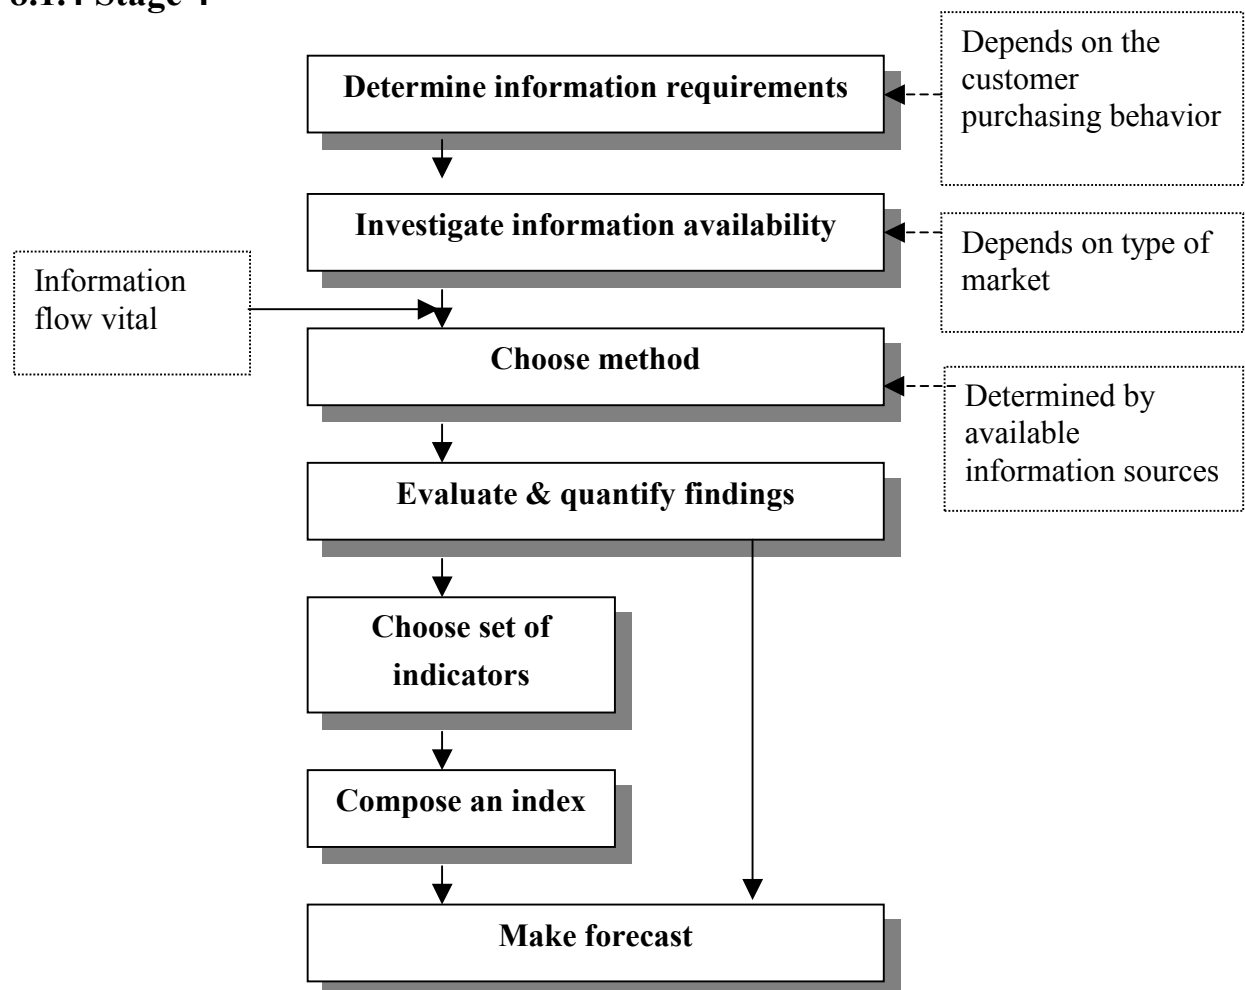 8.1.4 Stage 4
Depends on the
customer
purchasing behavior
Determine information requirements
Investigate information availability
Depends on type of
market
Information
flow vital
Choose method
Determined by
available
information sources
Evaluate & quantify findings
Choose set of
indicators
Compose an index
Make forecast